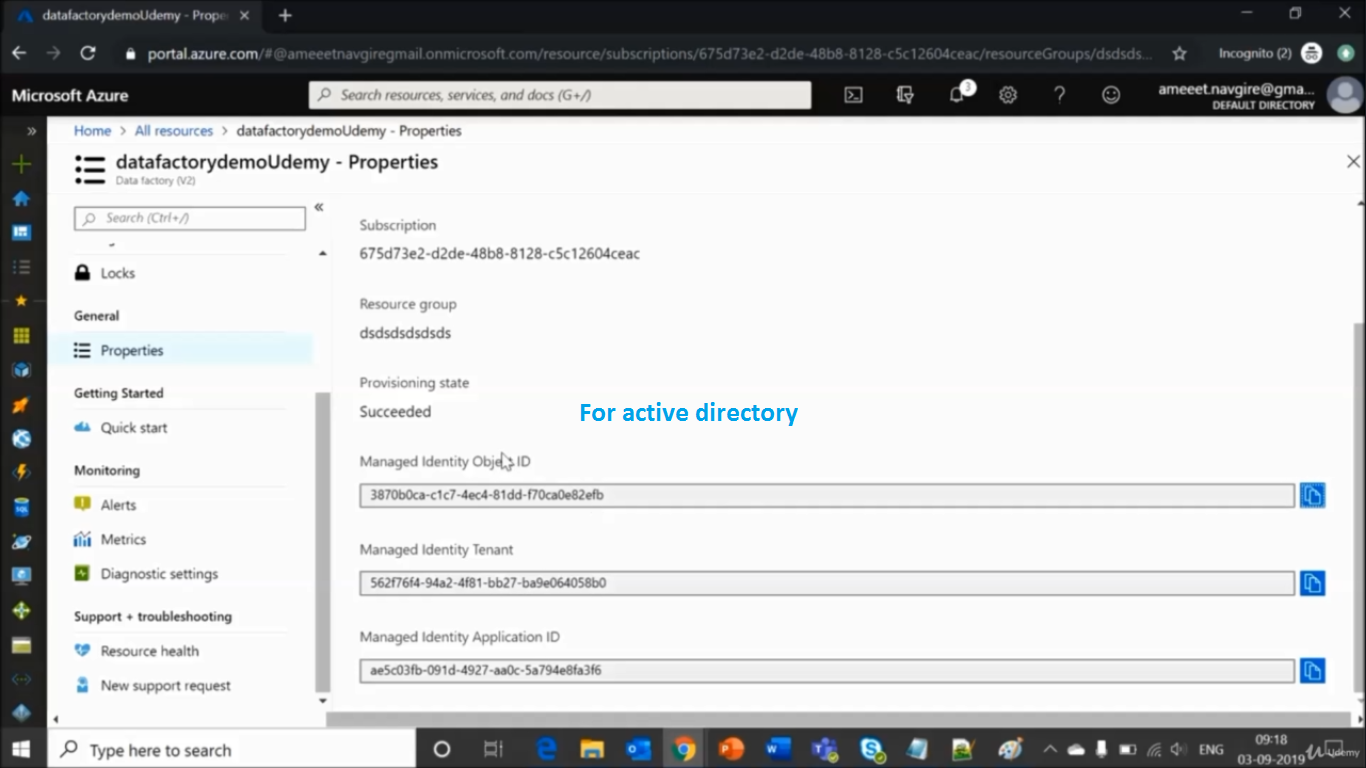 datafactorydemoUdemy - Prope
portal.azure.com/#@ameeetnavgiregmail.onmicrosoft.com/resource/subscriptions/675d73e2-d2de-48b8-8128-c5c12604ceac/resourceGroups/dsdsds...
Incognito (2)
Microsoft Azure
Search resources, services, and docs (G+/)
3
ameeet.navgire@gma...
DEFAULT DIRECTORY
Home > All resources > datafactorydemoUdemy - Properties
datafactorydemoUdemy - Properties
Data factory (V2)
Search (Ctrl+/)
Locks
General
Properties
Getting Started
Quick start
Monitoring
Alerts
Metrics
Diagnostic settings
Support + troubleshooting
Resource health
New support request
Subscription
675d73e2-d2de-48b8-8128-c5c12604ceac
Resource group
dsdsdsdsdsds
Provisioning state
Succeeded
For active directory
Managed Identity Object ID
3870b0ca-c1c7-4ec4-81dd-f70ca0e82efb
Managed Identity Tenant
562f76f4-94a2-4f81-bb27-ba9e064058b0
Managed Identity Application ID
ae5c03fb-091d-4927-aa0c-5a794e8fa3f6
Type here to search
ENG
09:18
03-09-2019
Udemy